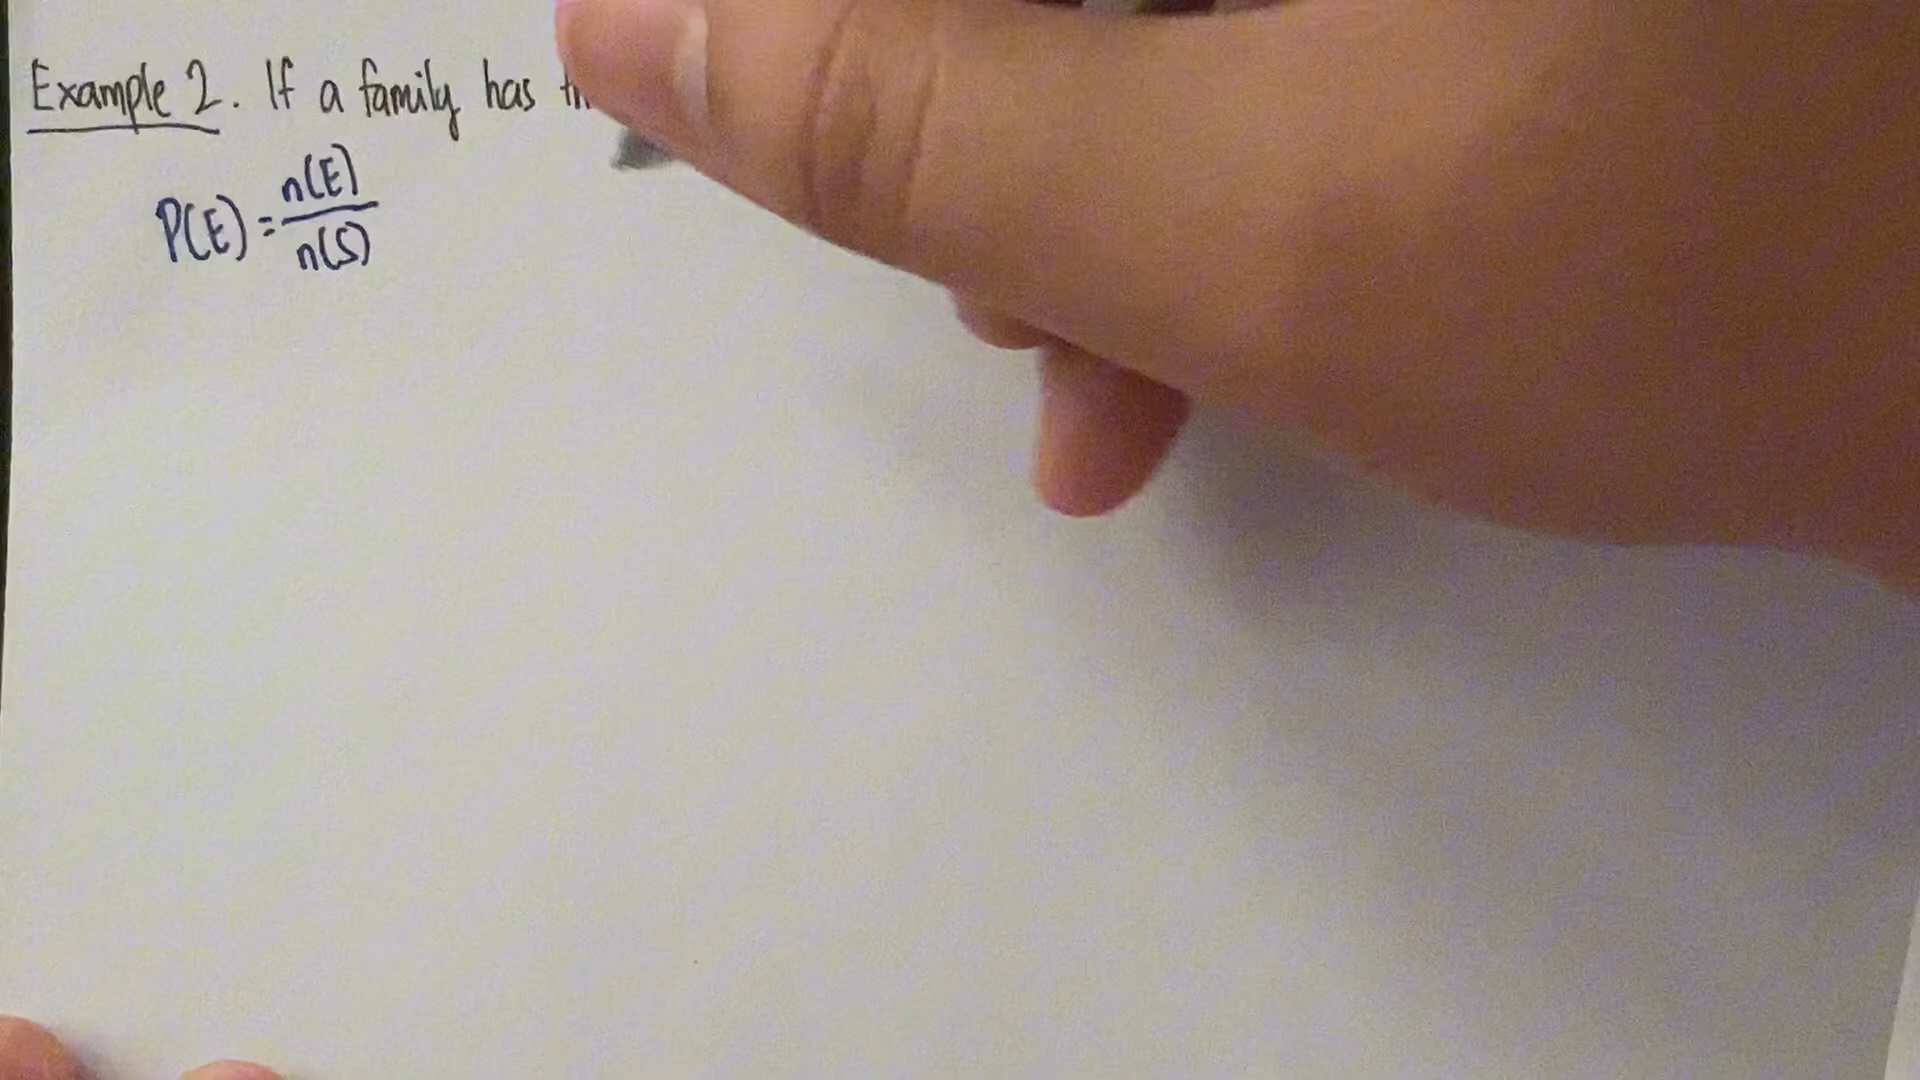 Example 2. If a family has
P(E) = n(E)/n(S)